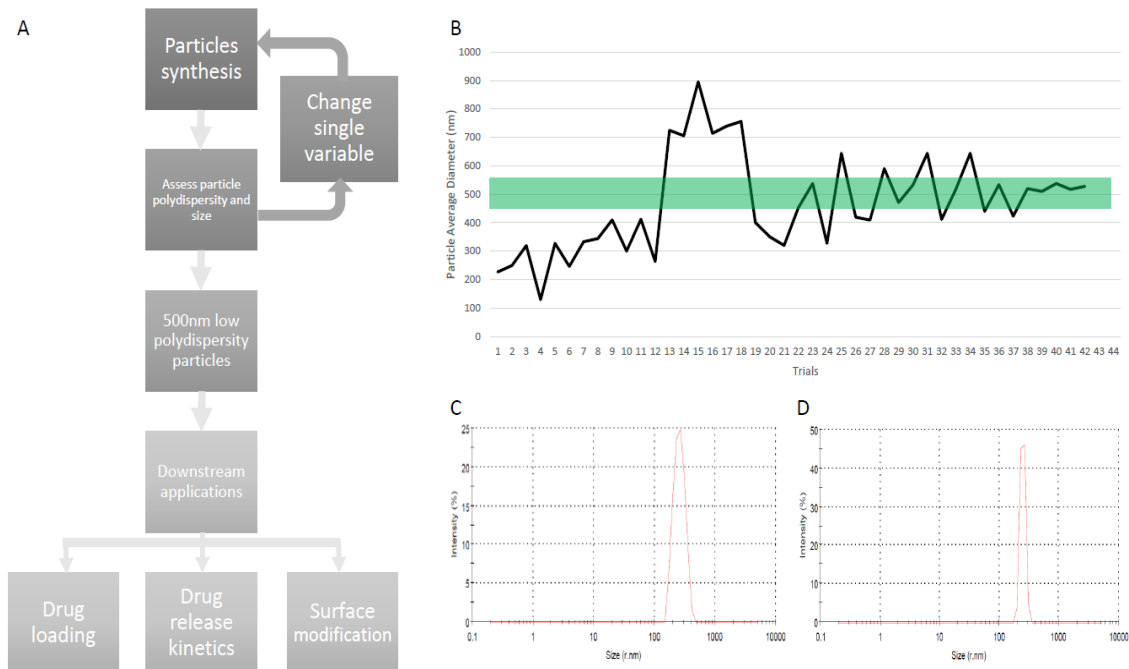 A
Particles
synthesis
Change
single
variable
Assess particle
polydispersity and
size
500nm low
polydispersity
particles
Downstream
applications
Drug
loading
Drug
release
kinetics
Surface
modification
B
Particle Average Diameter (nm)
1000
900
800
700
600
500
400
300
200
100
0
1 2 3 4 5 6 7 8 9 10 11 12 13 14 15 16 17 18 19 20 21 22 23 24 25 26 27 28 29 30 31 32 33 34 35 36 37 38 39 40 41 42 43 44
Trials
C
Intensity (%)
25
20
15
10
5
0
0.1 1 10 100 1000 10000
Size (r.nm)
D
Intensity (%)
50
40
30
20
10
0
0.1 1 10 100 1000 10000
Size (r.nm)